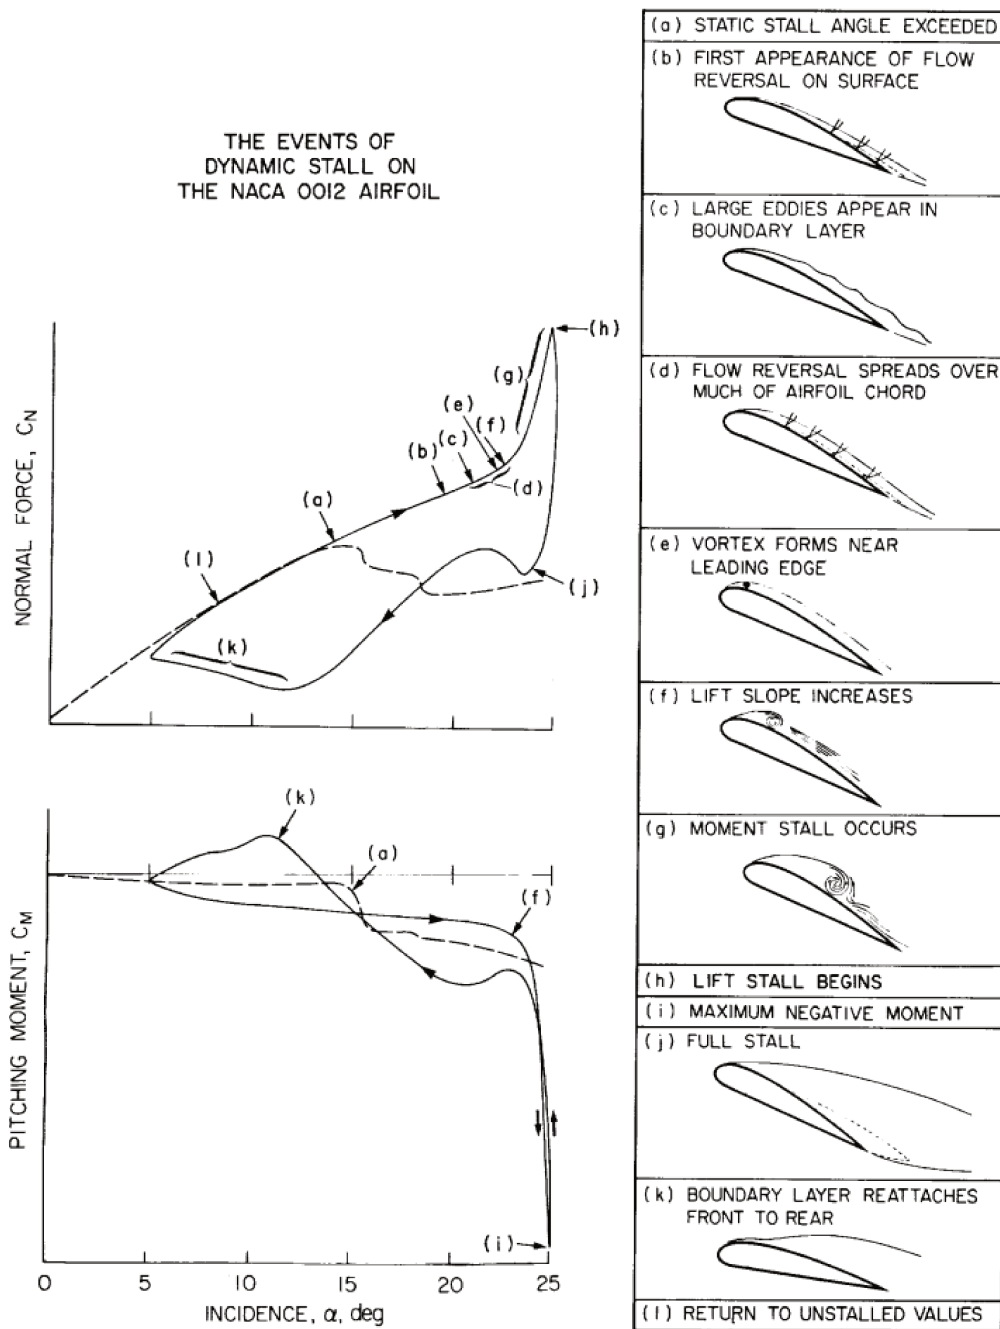 THE EVENTS OF
DYNAMIC STALL ON
THE NACA 0012 AIRFOIL
NORMAL FORCE, C_N
(a)
(b)
(c)
(d)
(e)
(f)
(g)
(h)
(j)
(k)
(l)
PITCHING MOMENT, C_M
(k)
(a)
(f)
(i)
0 5 10 15 20 25
INCIDENCE, α, deg
(a) STATIC STALL ANGLE EXCEEDED
(b) FIRST APPEARANCE OF FLOW
REVERSAL ON SURFACE
(c) LARGE EDDIES APPEAR IN
BOUNDARY LAYER
(d) FLOW REVERSAL SPREADS OVER
MUCH OF AIRFOIL CHORD
(e) VORTEX FORMS NEAR
LEADING EDGE
(f) LIFT SLOPE INCREASES
(g) MOMENT STALL OCCURS
(h) LIFT STALL BEGINS
(i) MAXIMUM NEGATIVE MOMENT
(j) FULL STALL
(k) BOUNDARY LAYER REATTACHES
FRONT TO REAR
(l) RETURN TO UNSTALLED VALUES